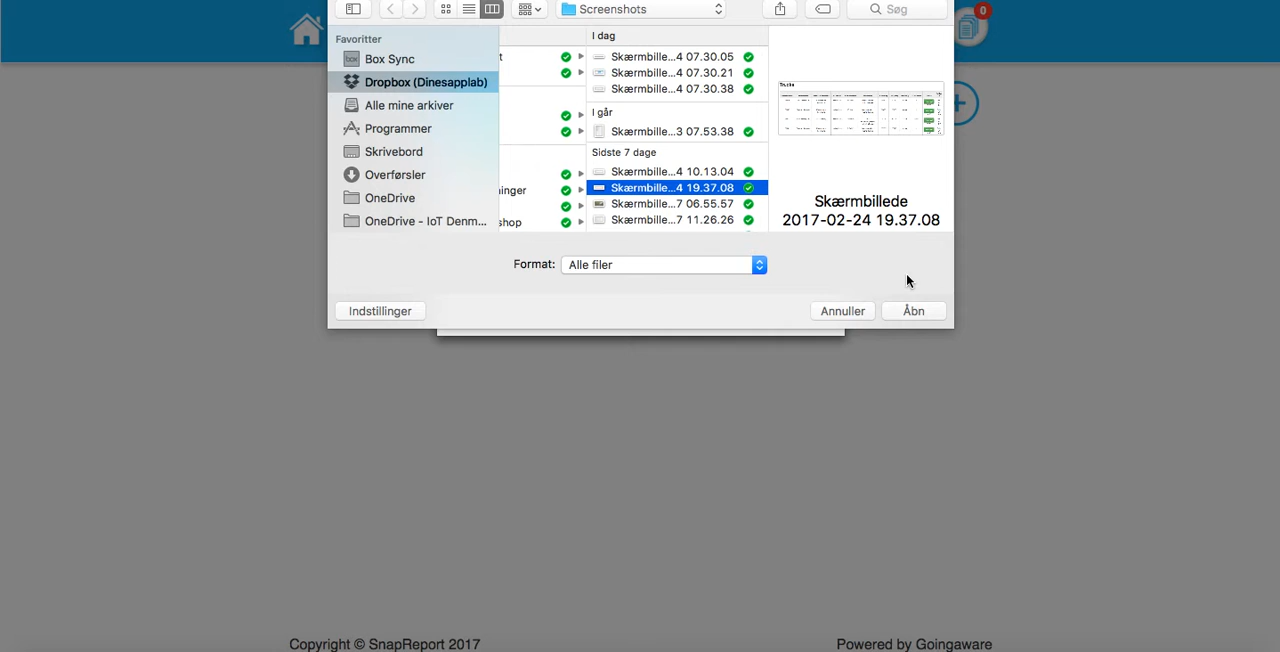 0
Screenshots
Søg
Favoritter
Box Sync
Dropbox (Dinesapplab)
Alle mine arkiver
Programmer
Skrivebord
Overførsler
OneDrive
OneDrive - IoT Denm...
t
inger
shop
I dag
Skærmbille...4 07.30.05
Skærmbille...4 07.30.21
Skærmbille...4 07.30.38
I går
Skærmbille...3 07.53.38
Sidste 7 dage
Skærmbille...4 10.13.04
Skærmbille...4 19.37.08
Skærmbille...7 06.55.57
Skærmbille...7 11.26.26
Skærmbillede
2017-02-24 19.37.08
Format: Alle filer
Indstillinger
Annuller
Åbn
Copyright © SnapReport 2017
Powered by Goingaware